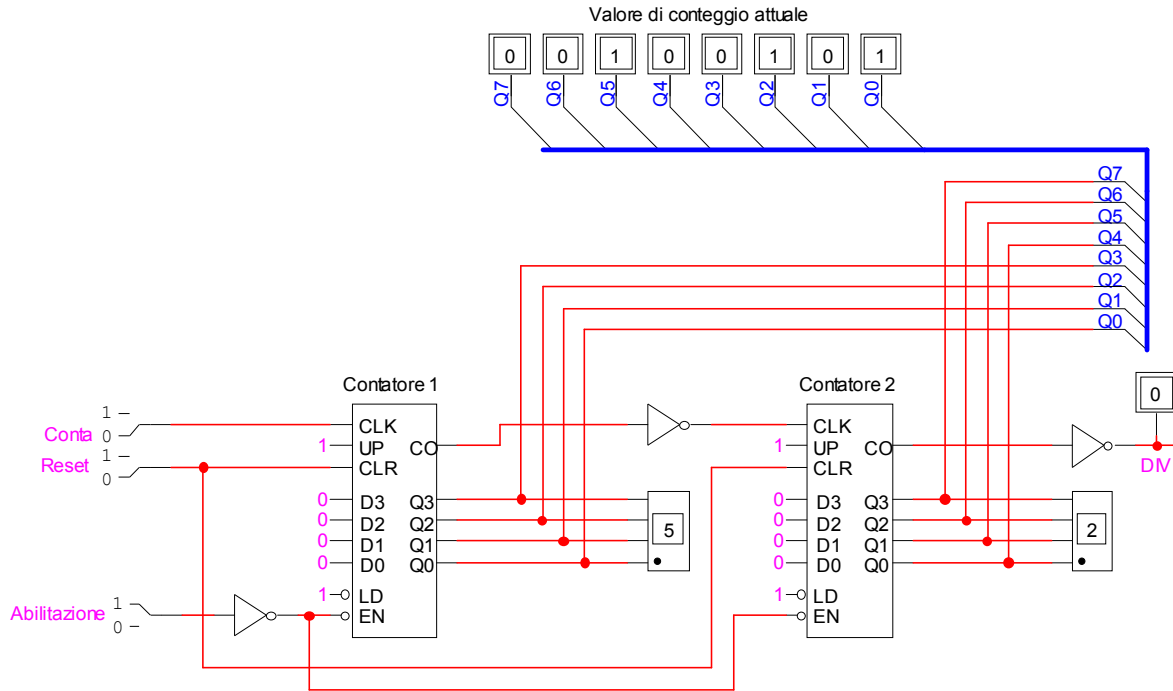 Valore di conteggio attuale
0 0 1 0 0 1 0 1
Q7 Q6 Q5 Q4 Q3 Q2 Q1 Q0
Q7
Q6
Q5
Q4
Q3
Q2
Q1
Q0
Contatore 1
Contatore 2
0
Conta 1 0
Reset 1 0
CLK
1 UP CO
CLR
0 D3 Q3
0 D2 Q2
0 D1 Q1
0 D0 Q0
1 LD
EN
5
CLK
1 UP CO
CLR
0 D3 Q3
0 D2 Q2
0 D1 Q1
0 D0 Q0
1 LD
EN
2
DIV
Abilitazione 1 0